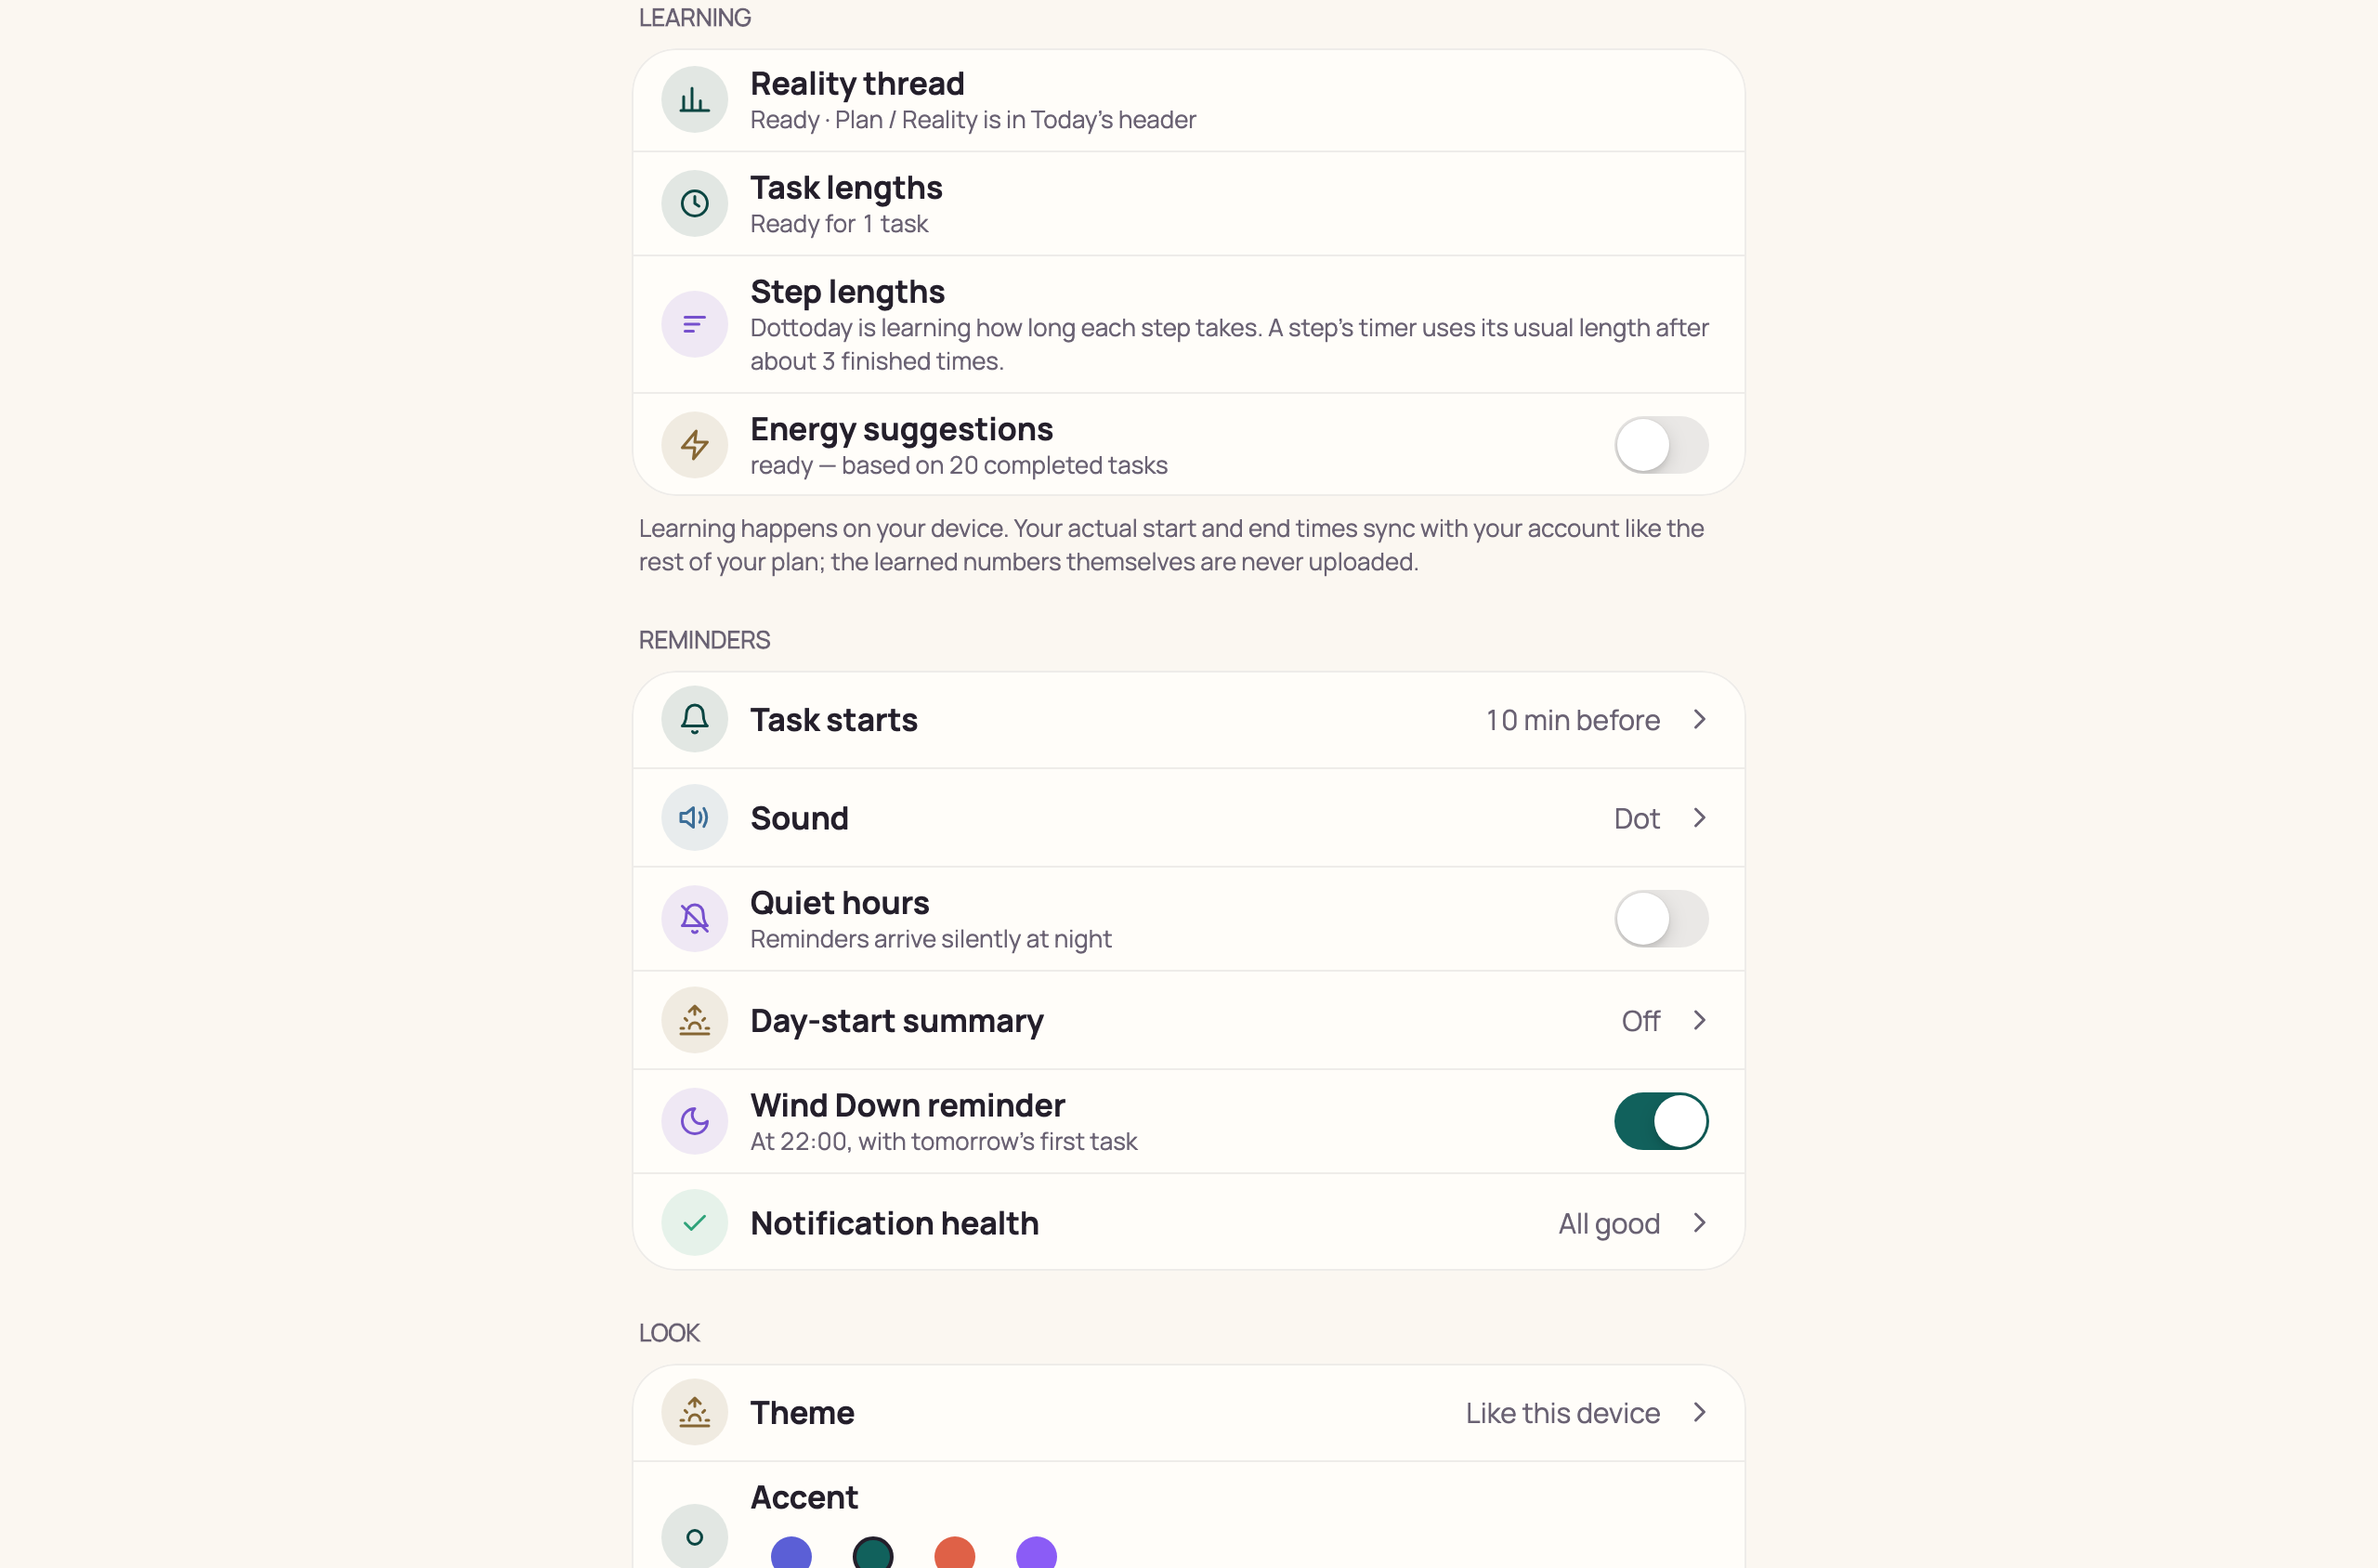 LEARNING
Reality thread
Ready · Plan / Reality is in Today’s header
Task lengths
Ready for 1 task
Step lengths
Dottoday is learning how long each step takes. A step’s timer uses its usual length after
about 3 finished times.
Energy suggestions
ready — based on 20 completed tasks
Learning happens on your device. Your actual start and end times sync with your account like the
rest of your plan; the learned numbers themselves are never uploaded.
REMINDERS
Task starts
10 min before
Sound
Dot
Quiet hours
Reminders arrive silently at night
Day-start summary
Off
Wind Down reminder
At 22:00, with tomorrow’s first task
Notification health
All good
LOOK
Theme
Like this device
Accent